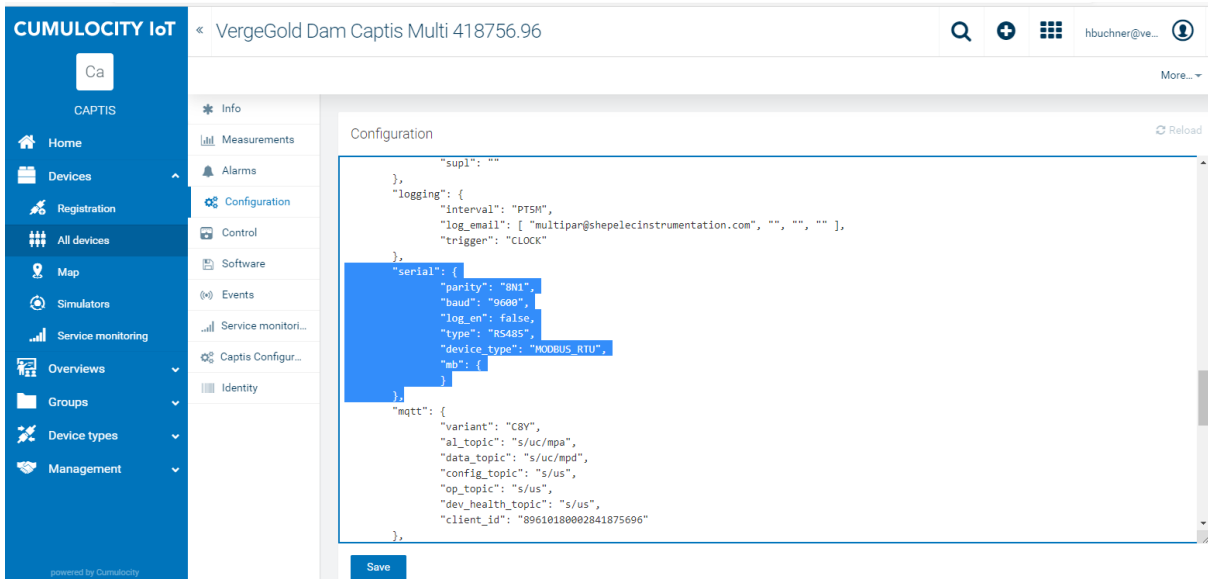 CUMULOCITY IoT
« VergeGold Dam Captis Multi 418756.96
hbuchner@ve...
Ca
CAPTIS
More...
Home
Devices
Registration
All devices
Map
Simulators
Service monitoring
Overviews
Groups
Device types
Management
powered by Cumulocity
Info
Measurements
Alarms
Configuration
Control
Software
Events
Service monitori...
Captis Configur...
Identity
Configuration
Reload
"supl": ""
},
"logging": {
"interval": "PT5M",
"log_email": [ "multipar@shepelecinstrumentation.com", "", "", "" ],
"trigger": "CLOCK"
},
"serial": {
"parity": "8N1",
"baud": "9600",
"log_en": false,
"type": "RS485",
"device_type": "MODBUS_RTU",
"mb": {
}
},
"mqtt": {
"variant": "C8Y",
"al_topic": "s/uc/mpa",
"data_topic": "s/uc/mpd",
"config_topic": "s/us",
"op_topic": "s/us",
"dev_health_topic": "s/us",
"client_id": "89610180002841875696"
},
Save